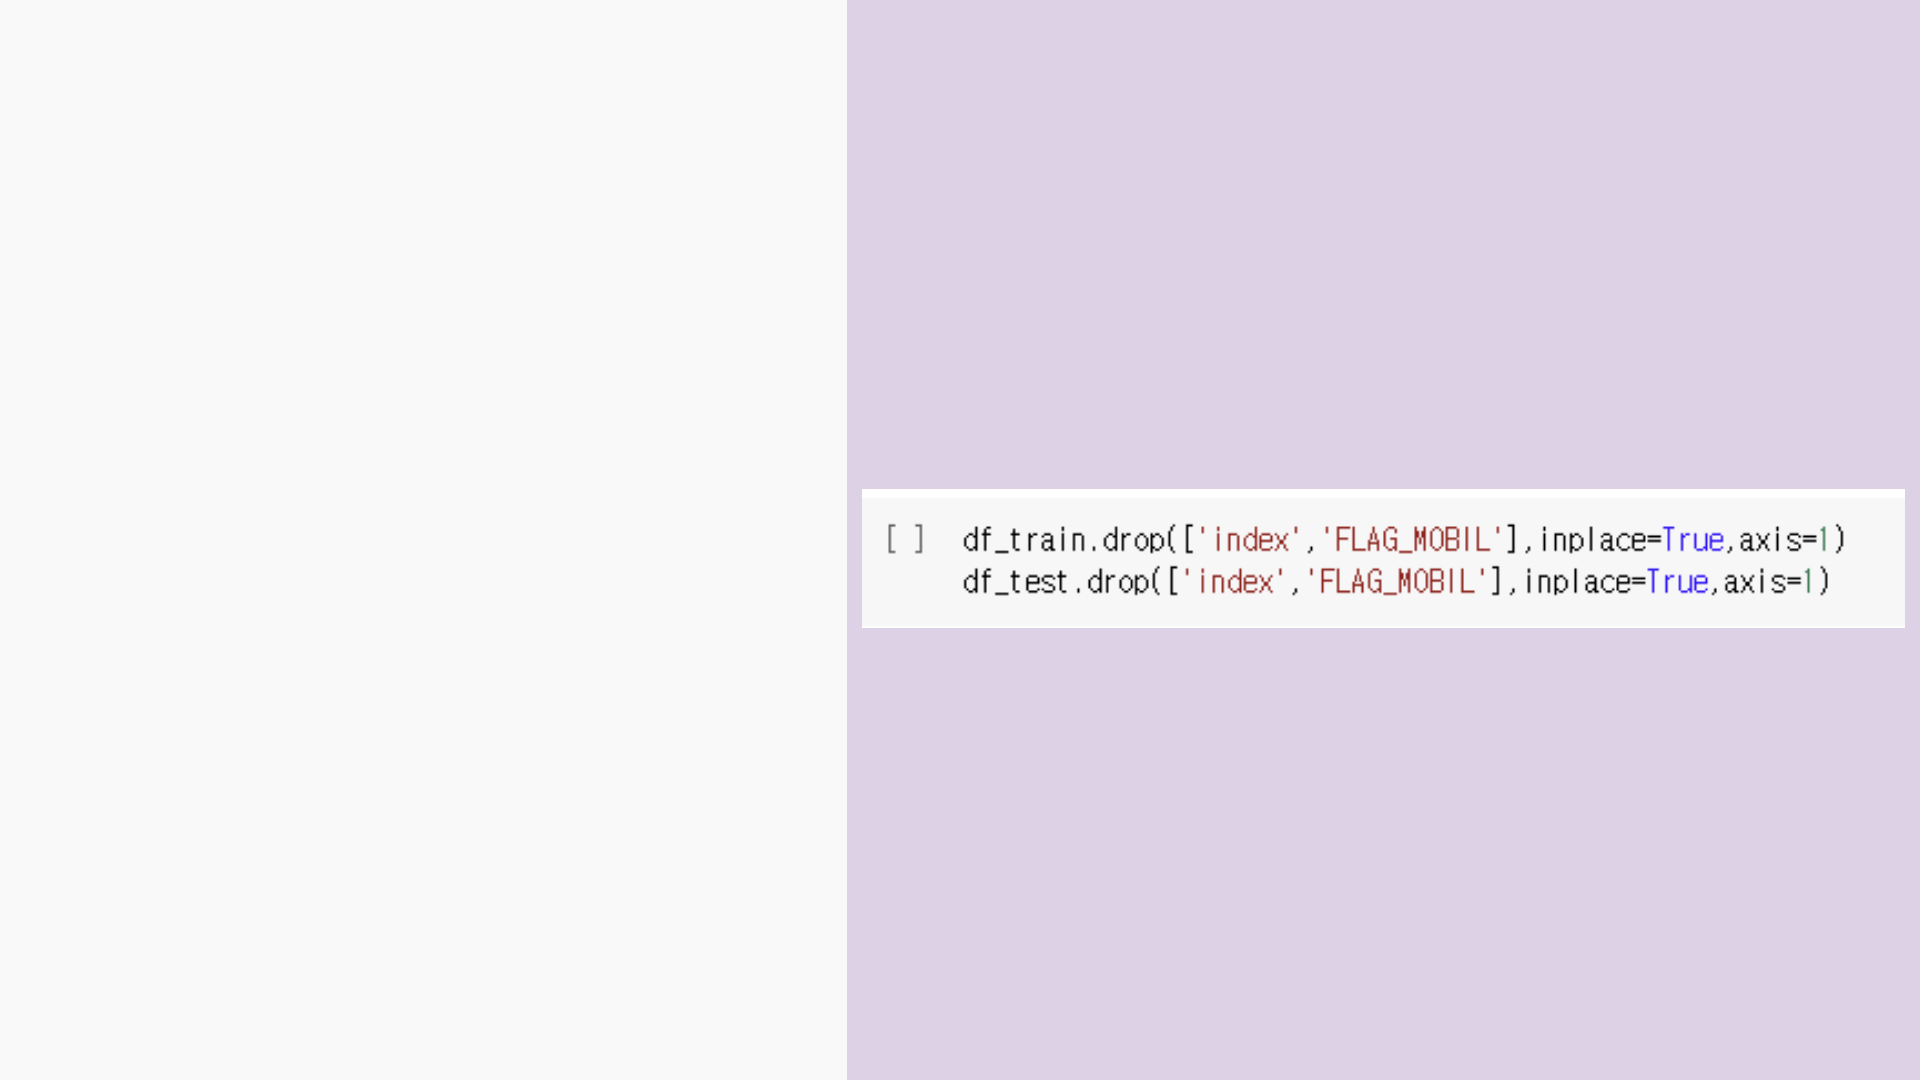 [ ] df_train.drop(['index','FLAG_MOBIL'],inplace=True,axis=1)
df_test.drop(['index','FLAG_MOBIL'],inplace=True,axis=1)